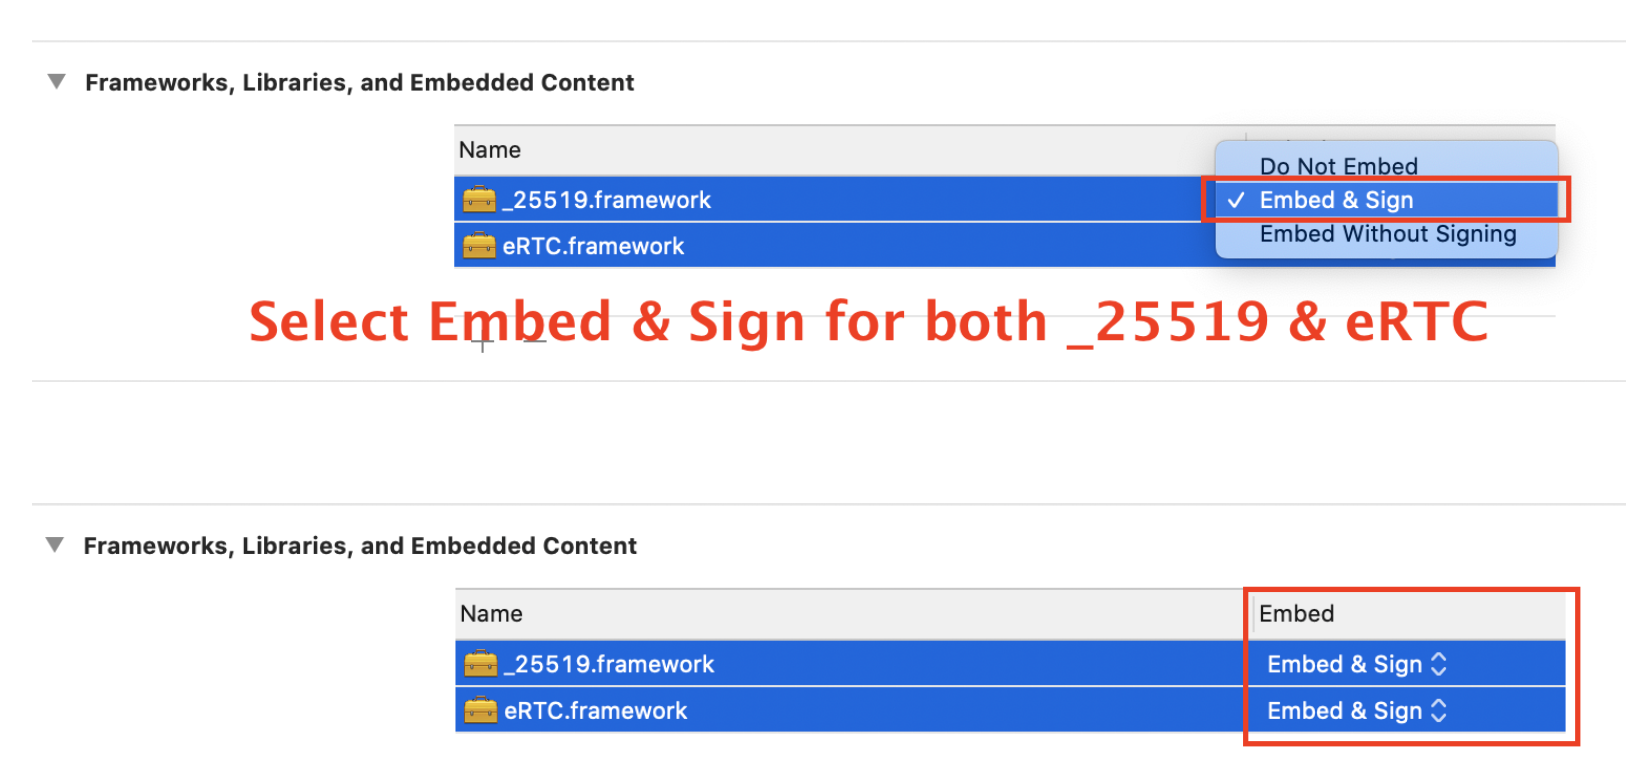 Frameworks, Libraries, and Embedded Content
Name
Do Not Embed
_25519.framework
✓ Embed & Sign
eRTC.framework
Embed Without Signing
Select Embed & Sign for both _25519 & eRTC
+ −
Frameworks, Libraries, and Embedded Content
Name Embed
_25519.framework Embed & Sign
eRTC.framework Embed & Sign